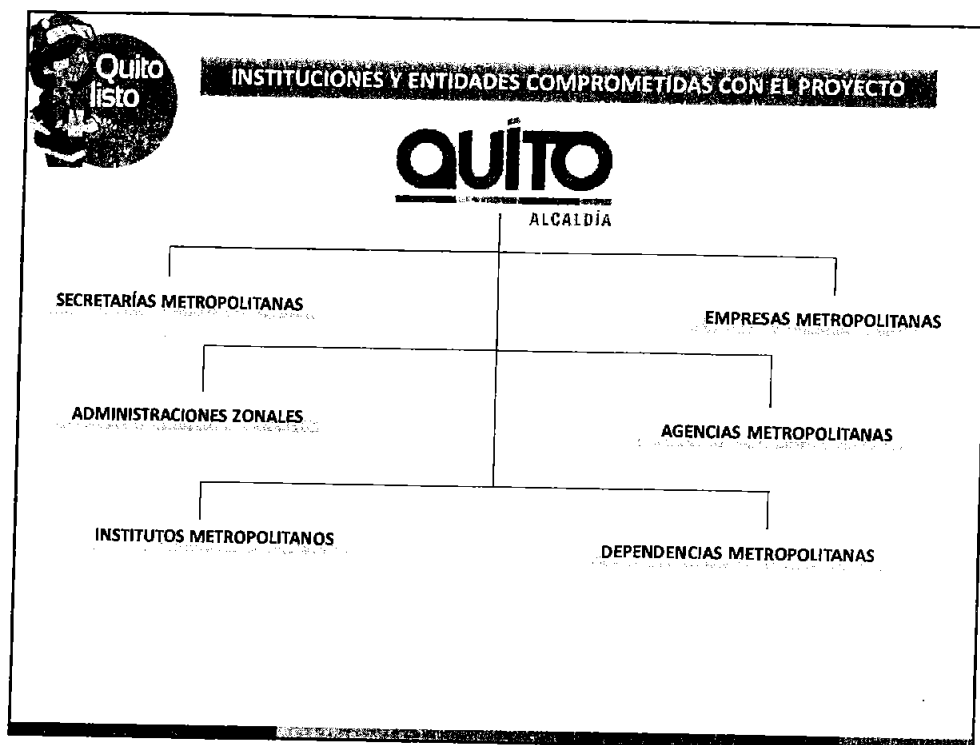 Quito
listo
INSTITUCIONES Y ENTIDADES COMPROMETIDAS CON EL PROYECTO
QUITO
ALCALDÍA
SECRETARÍAS METROPOLITANAS
EMPRESAS METROPOLITANAS
ADMINISTRACIONES ZONALES
AGENCIAS METROPOLITANAS
INSTITUTOS METROPOLITANOS
DEPENDENCIAS METROPOLITANAS